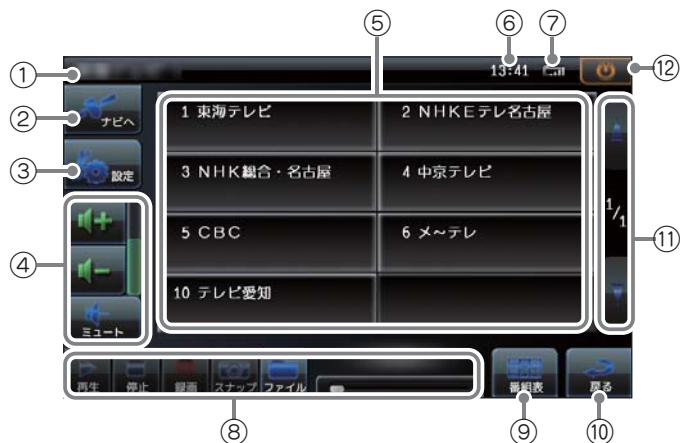 ⑤ ⑥ ⑦
① 13:41 ⑫
② ナビへ
③ 設定
④ ミュート
1 東海テレビ 2 NHKEテレ名古屋
3 NHK総合・名古屋 4 中京テレビ
5 CBC 6 メ~テレ
10 テレビ愛知
1/1 ⑪
再生 停止 録画 スナップ ファイル 番組表 戻る
⑧ ⑨ ⑩